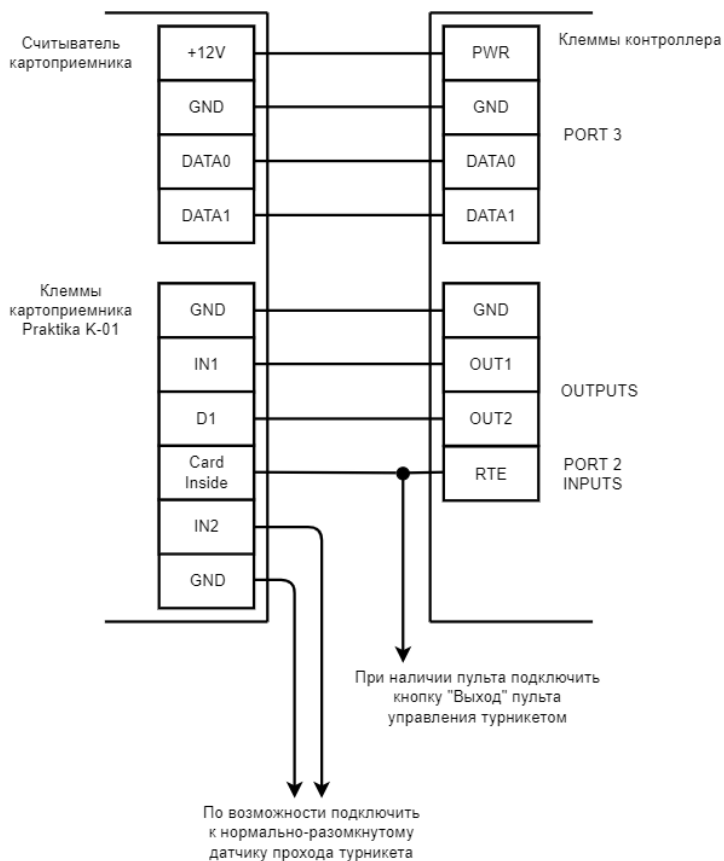 Считыватель
картоприемника
+12V
PWR
Клеммы контроллера
GND
GND
PORT 3
DATA0
DATA0
DATA1
DATA1
Клеммы
картоприемника
Praktika K-01
GND
GND
IN1
OUT1
OUTPUTS
D1
OUT2
Card
Inside
RTE
PORT 2
INPUTS
IN2
GND
При наличии пульта подключить
кнопку "Выход" пульта
управления турникетом
По возможности подключить
к нормально-разомкнутому
датчику прохода турникета